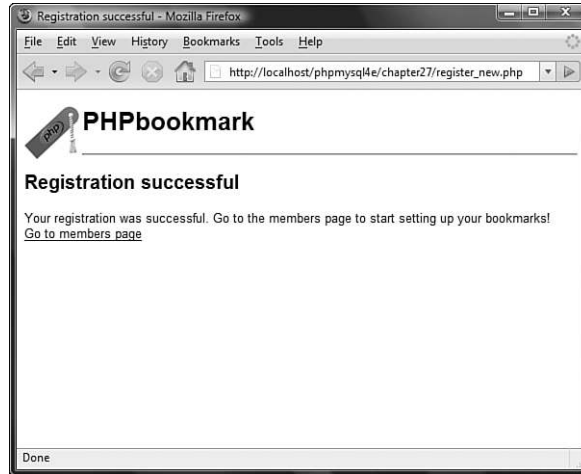 Registration successful - Mozilla Firefox
File Edit View History Bookmarks Tools Help
http://localhost/phpmysql4e/chapter27/register_new.php
php
PHPbookmark
Registration successful
Your registration was successful. Go to the members page to start setting up your bookmarks!
Go to members page
Done